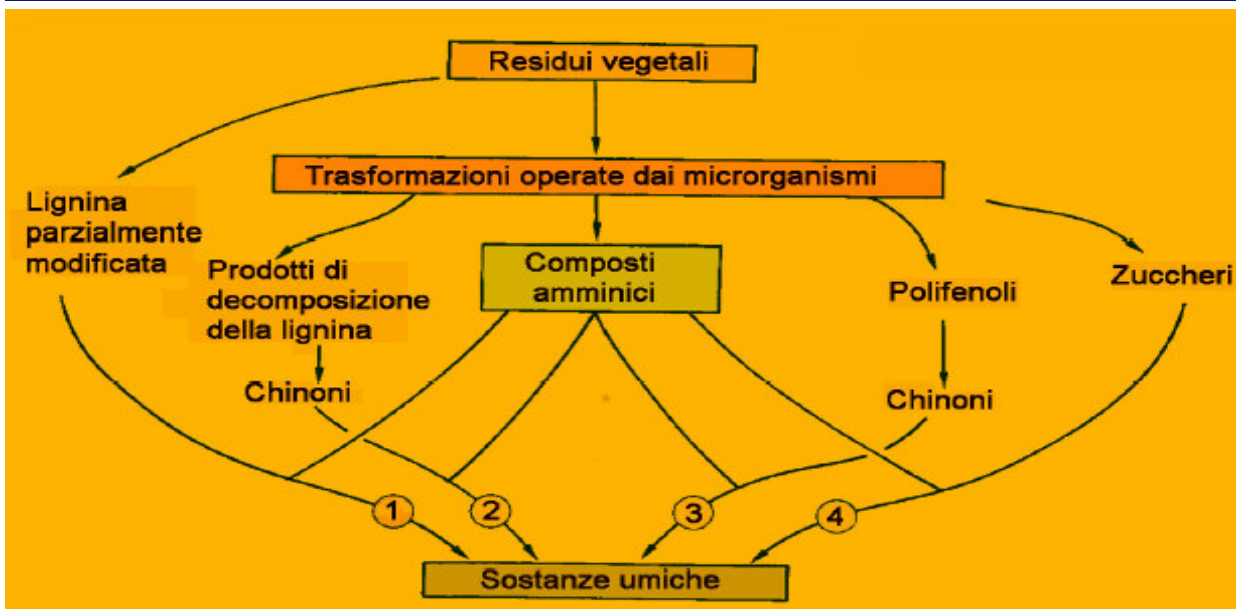 Residui vegetali
Trasformazioni operate dai microrganismi
Lignina
parzialmente
modificata
Prodotti di
decomposizione
della lignina
Composti
amminici
Polifenoli
Zuccheri
Chinoni
Chinoni
1
2
3
4
Sostanze umiche